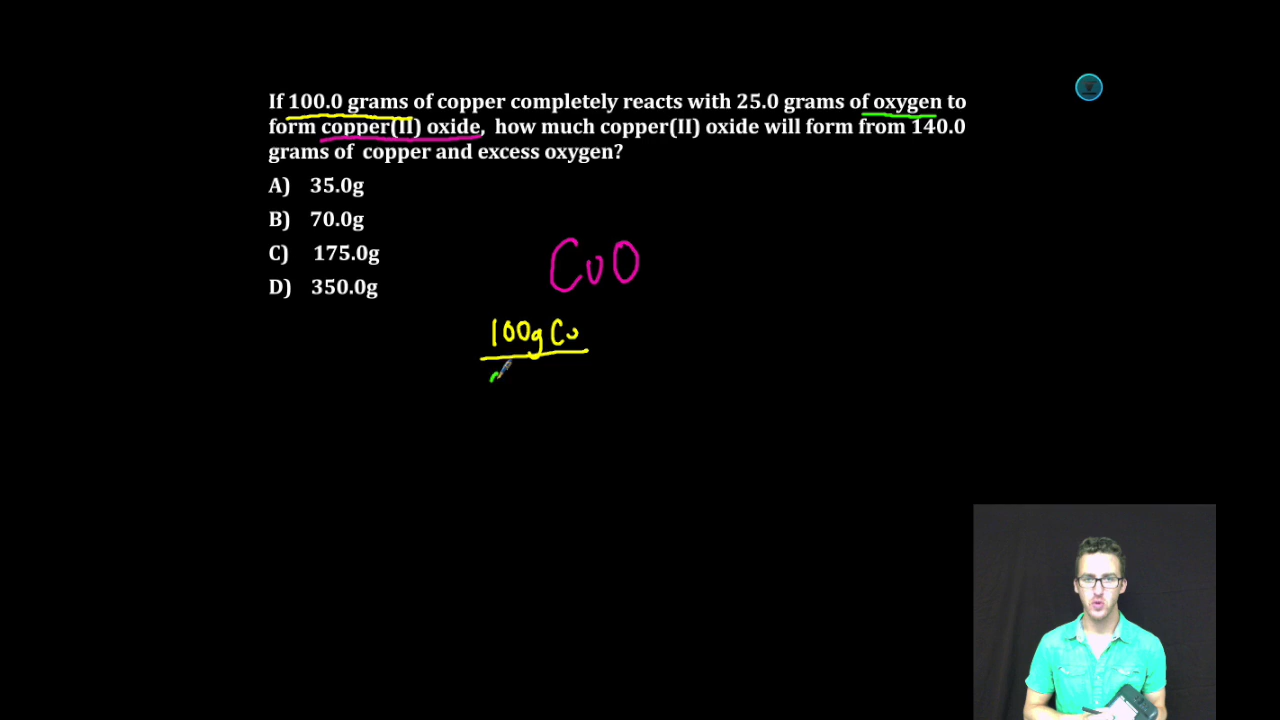 If 100.0 grams of copper completely reacts with 25.0 grams of oxygen to
form copper(II) oxide, how much copper(II) oxide will form from 140.0
grams of copper and excess oxygen?
A) 35.0g
B) 70.0g
C) 175.0g
D) 350.0g
CuO
100g Cu